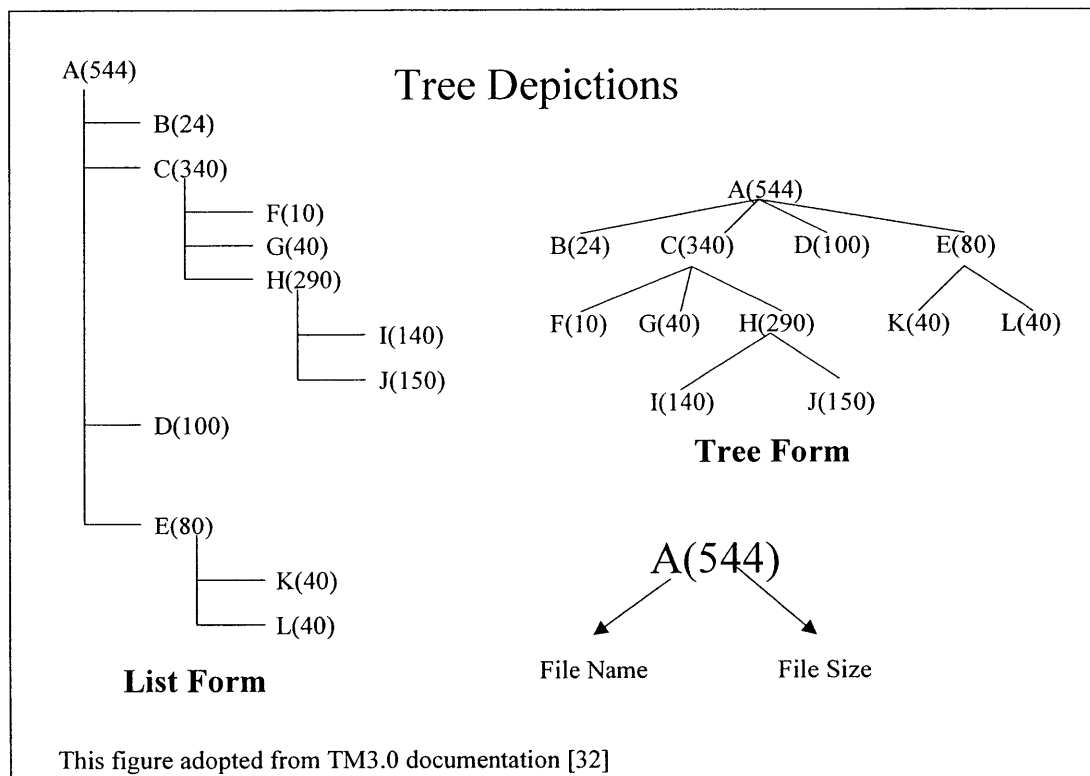 Tree Depictions
A(544)
B(24)
C(340)
F(10)
G(40)
H(290)
I(140)
J(150)
D(100)
E(80)
K(40)
L(40)
List Form
A(544)
B(24) C(340) D(100) E(80)
F(10) G(40) H(290) K(40) L(40)
I(140) J(150)
Tree Form
A(544)
File Name File Size
This figure adopted from TM3.0 documentation [32]